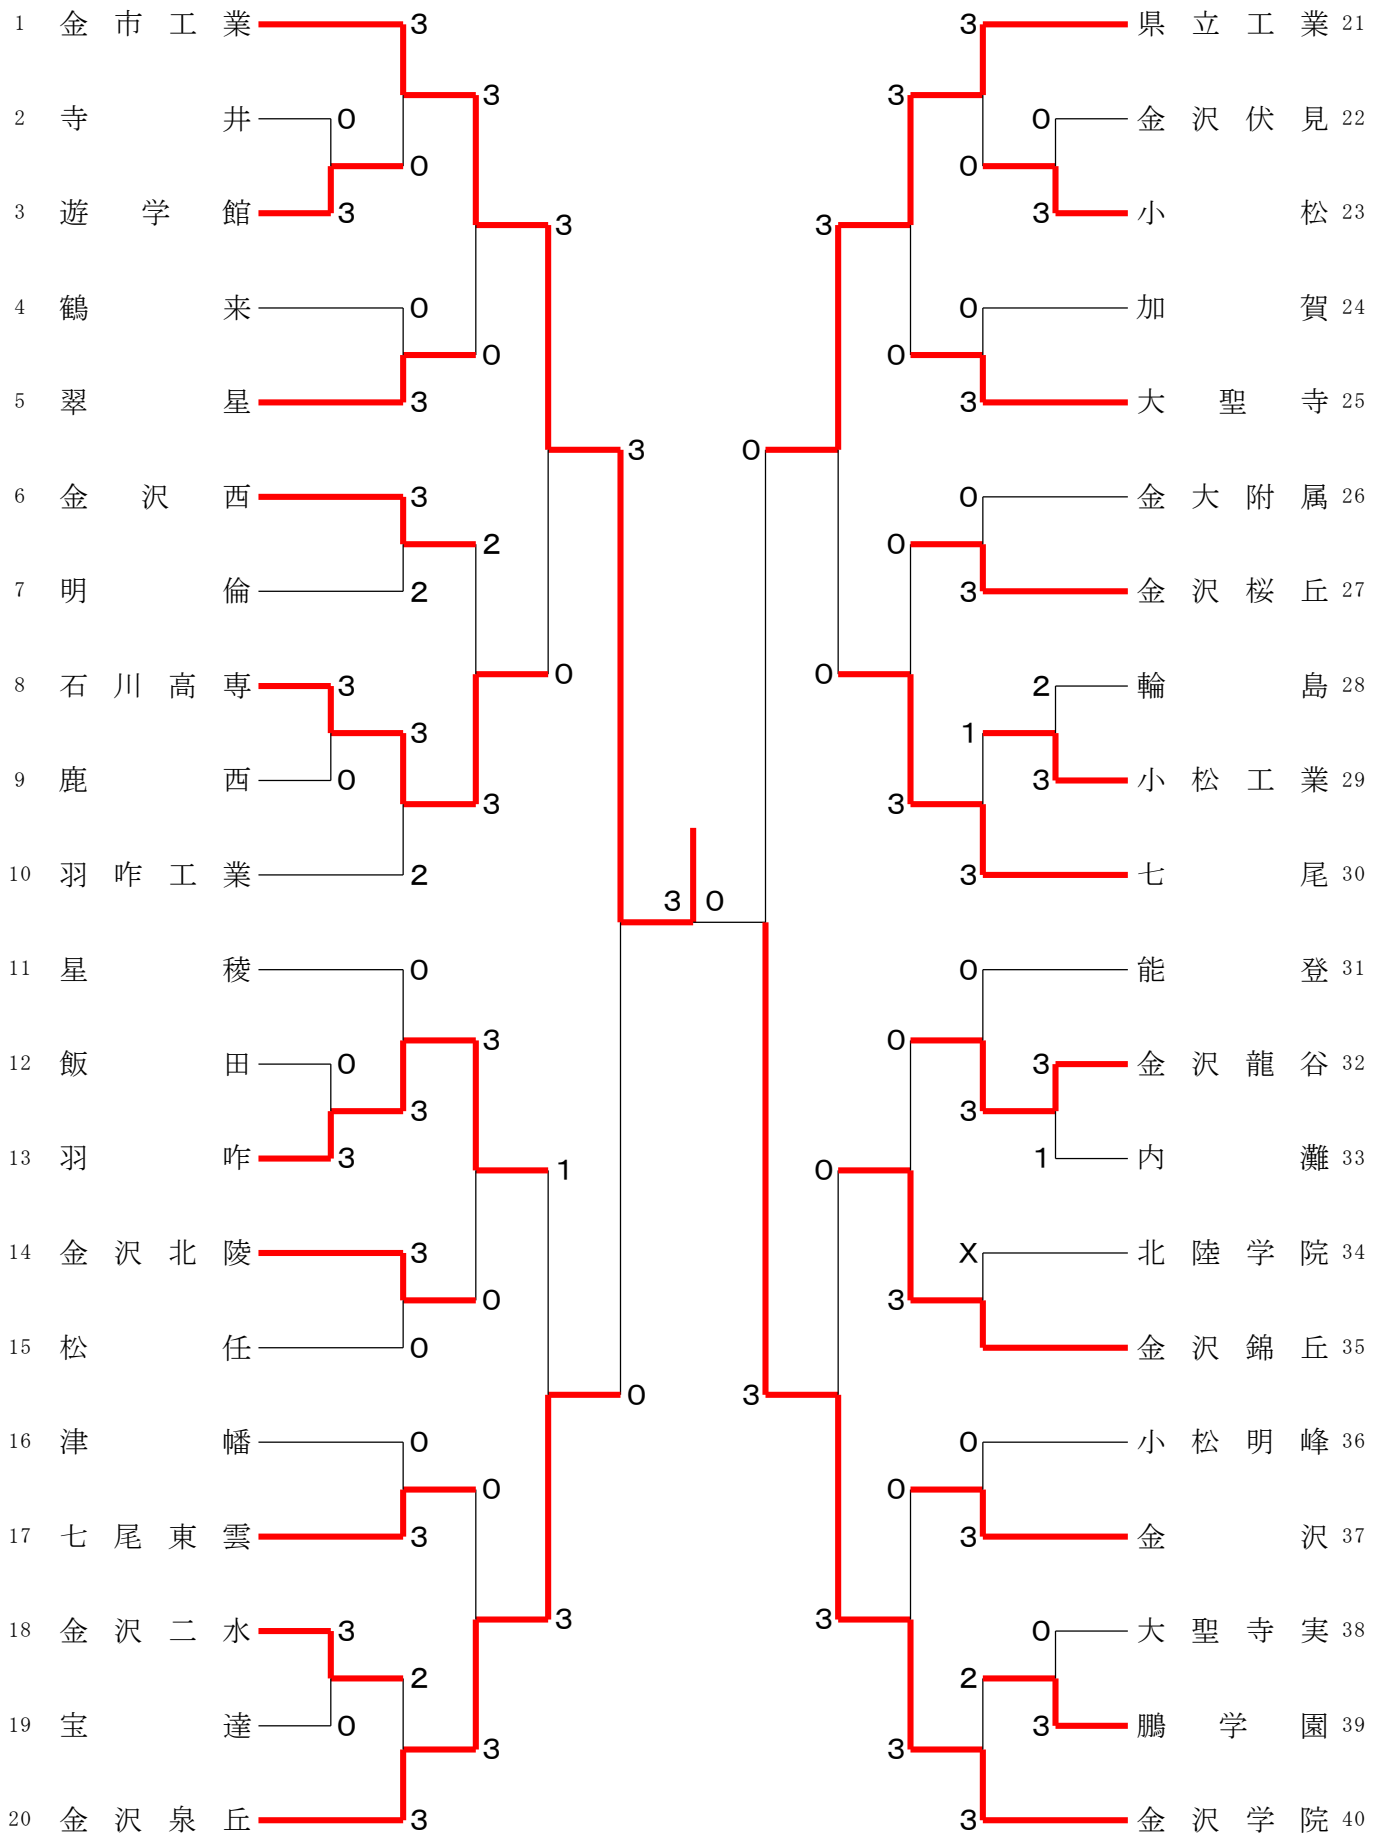 1 金市工業 3 3 県立工業 21
3 3
2 寺井 0 0 金沢伏見 22
0 0
3 遊学館 3 3 小松 23
3 3
4 鶴来 0 0 加賀 24
0 0
5 翠星 3 3 大聖寺 25
3 0
6 金沢西 3 0 金大附属 26
2 0
7 明倫 2 3 金沢桜丘 27
0 0
8 石川高専 3 2 輪島 28
3 1
9 鹿西 0 3 小松工業 29
3 3
10 羽咋工業 2 3 七尾 30
3 0
11 星稜 0 0 能登 31
3 0
12 飯田 0 3 金沢龍谷 32
3 3
13 羽咋 3 1 内灘 33
1 0
14 金沢北陵 3 X 北陸学院 34
0 3
15 松任 0 金沢錦丘 35
0 3
16 津幡 0 0 小松明峰 36
0 0
17 七尾東雲 3 3 金沢 37
3 3
18 金沢二水 3 0 大聖寺実 38
2 2
19 宝達 0 3 鵬学園 39
3 3
20 金沢泉丘 3 3 金沢学院 40